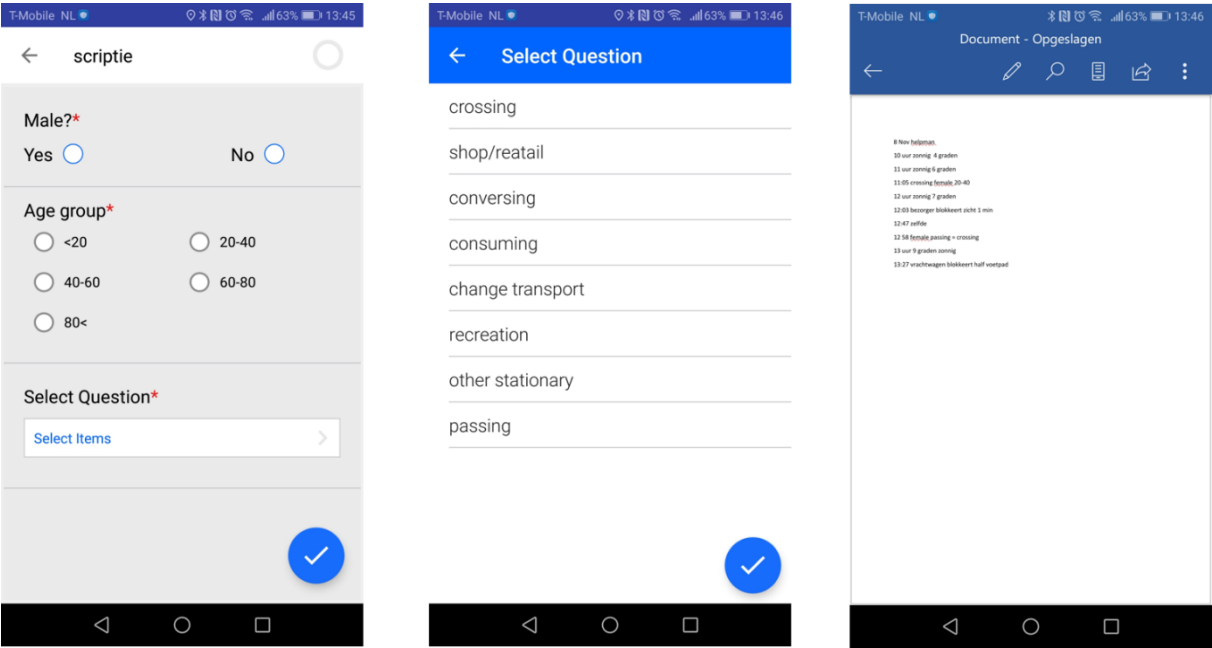 T-Mobile NL 63% 13:45
scriptie
Male?*
Yes No
Age group*
<20 20-40
40-60 60-80
80<
Select Question*
Select Items
T-Mobile NL 63% 13:46
Select Question
crossing
shop/reatail
conversing
consuming
change transport
recreation
other stationary
passing
T-Mobile NL 63% 13:46
Document - Opgeslagen
8 Nov helpman.
10 uur zonnig 4 graden
11 uur zonnig 6 graden
11:05 crossing female 20-40
12 uur zonnig 7 graden
12:03 bezorger blokkeert zicht 1 min
12:47 zelfde
12 58 female passing = crossing
13 uur 9 graden zonnig
13:27 vrachtwagen blokkeert half voetpad